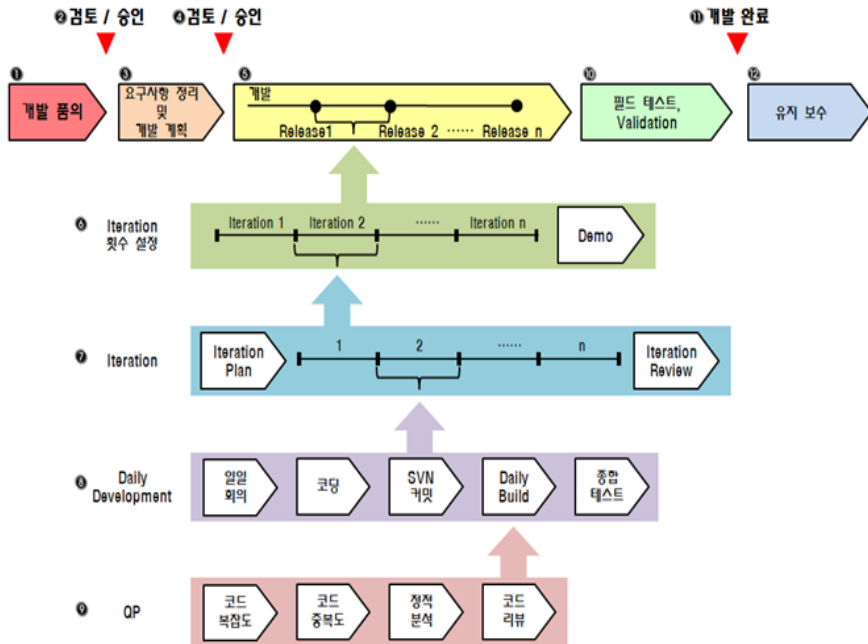 ❷검토 / 승인
❹검토 / 승인
⓫개발 완료
❶
개발 품의
❸
요구사항 정리
및
개발 계획
❺
개발
Release1
Release 2
······
Release n
❿
필드 테스트,
Validation
⓬
유지 보수
❻ Iteration
횟수 설정
Iteration 1
Iteration 2
······
Iteration n
Demo
❼ Iteration
Iteration
Plan
1
2
······
n
Iteration
Review
❽ Daily
Development
일일
회의
코딩
SVN
커밋
Daily
Build
종합
테스트
❾ QP
코드
복잡도
코드
중복도
정적
분석
코드
리뷰